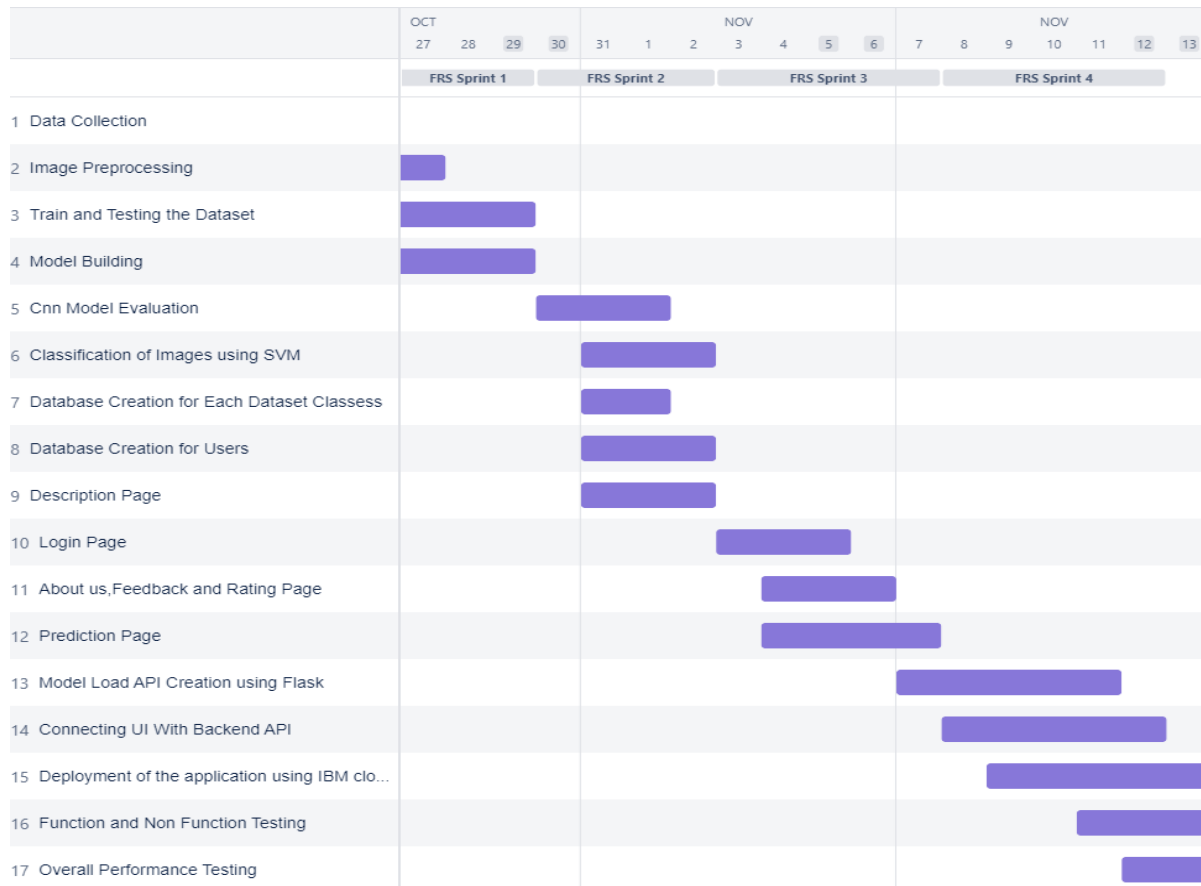 OCT NOV NOV
27 28 29 30 31 1 2 3 4 5 6 7 8 9 10 11 12 13
FRS Sprint 1 FRS Sprint 2 FRS Sprint 3 FRS Sprint 4
1 Data Collection
2 Image Preprocessing
3 Train and Testing the Dataset
4 Model Building
5 Cnn Model Evaluation
6 Classification of Images using SVM
7 Database Creation for Each Dataset Classess
8 Database Creation for Users
9 Description Page
10 Login Page
11 About us,Feedback and Rating Page
12 Prediction Page
13 Model Load API Creation using Flask
14 Connecting UI With Backend API
15 Deployment of the application using IBM clo...
16 Function and Non Function Testing
17 Overall Performance Testing